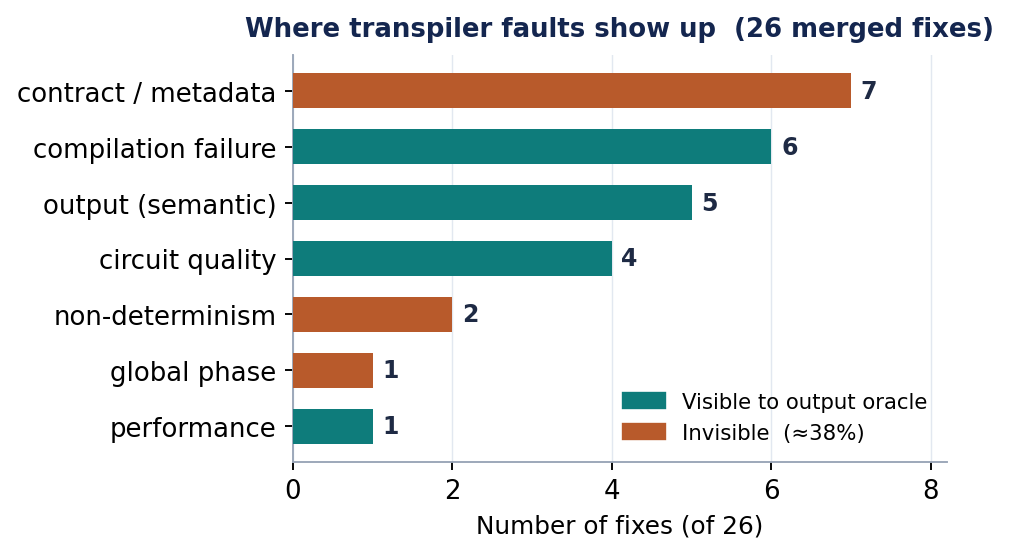 Where transpiler faults show up  (26 merged fixes)
contract / metadata 7
compilation failure 6
output (semantic) 5
circuit quality 4
non-determinism 2
global phase 1
performance 1
Visible to output oracle
Invisible  (≈38%)
0 2 4 6 8
Number of fixes (of 26)